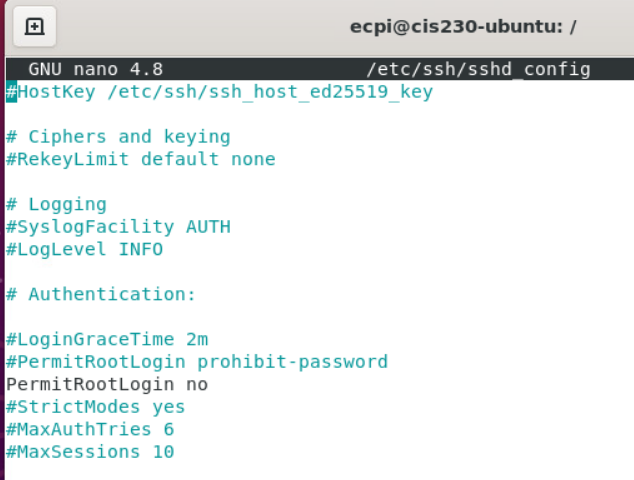 ecpi@cis230-ubuntu: /
GNU nano 4.8 /etc/ssh/sshd_config
#HostKey /etc/ssh/ssh_host_ed25519_key
# Ciphers and keying
#RekeyLimit default none
# Logging
#SyslogFacility AUTH
#LogLevel INFO
# Authentication:
#LoginGraceTime 2m
#PermitRootLogin prohibit-password
PermitRootLogin no
#StrictModes yes
#MaxAuthTries 6
#MaxSessions 10